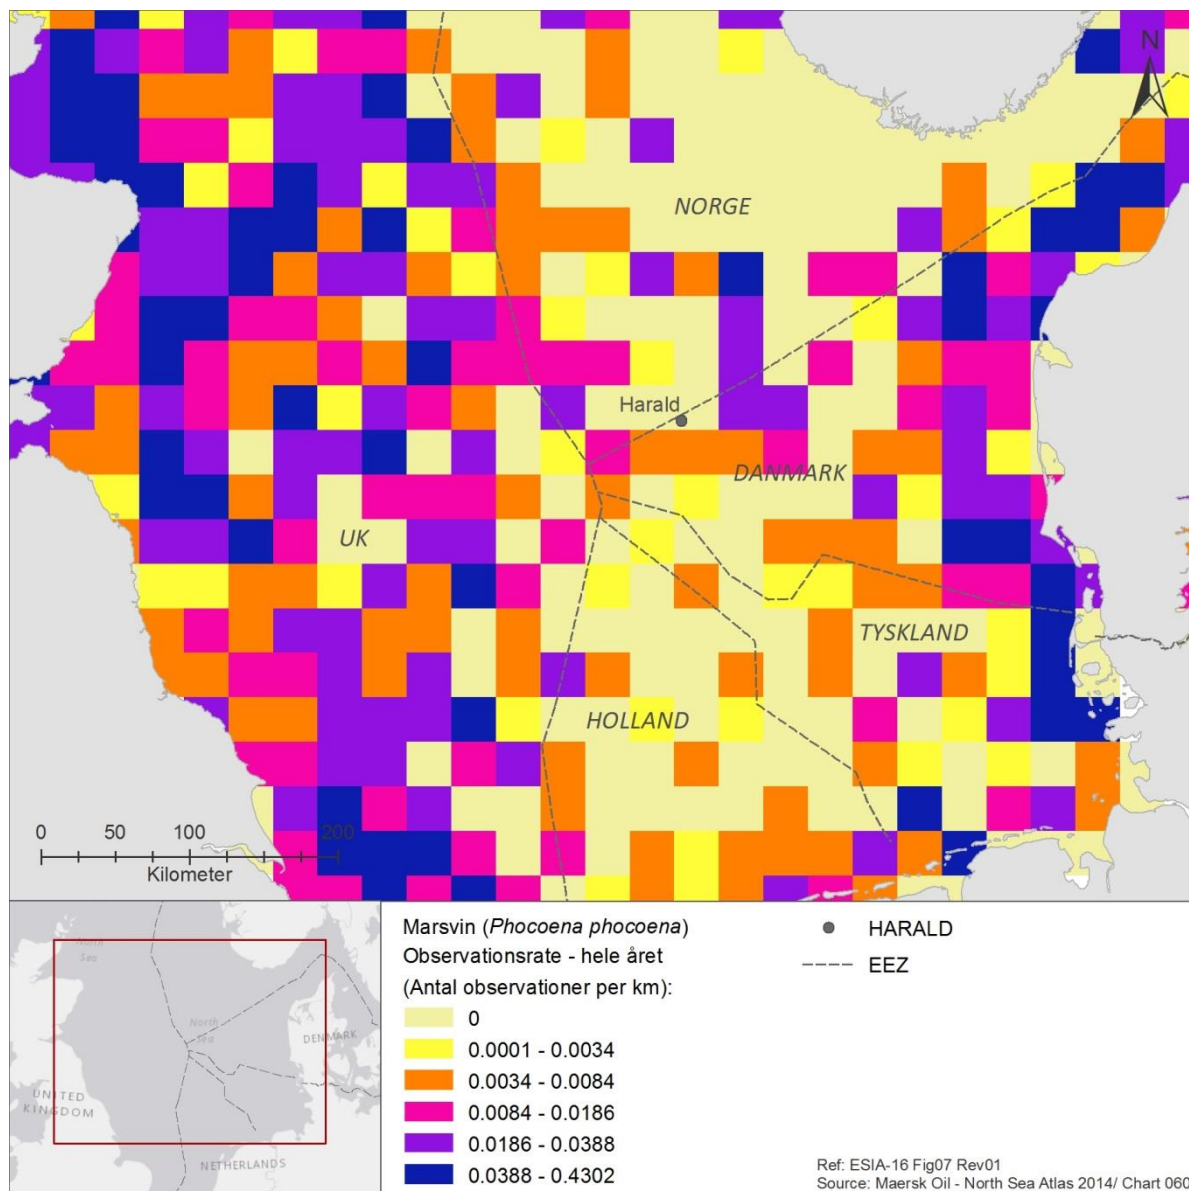 N
NORGE
Harald
DANMARK
UK
TYSKLAND
HOLLAND
0 50 100 200
Kilometer
North
Sea
North
Sea
DENMARK
UNITED
KINGDOM
NETHERLANDS
Marsvin (Phocoena phocoena)
Observationsrate - hele året
(Antal observationer per km):
0
0.0001 - 0.0034
0.0034 - 0.0084
0.0084 - 0.0186
0.0186 - 0.0388
0.0388 - 0.4302
HARALD
EEZ
Ref: ESIA-16 Fig07 Rev01
Source: Maersk Oil - North Sea Atlas 2014/ Chart 060